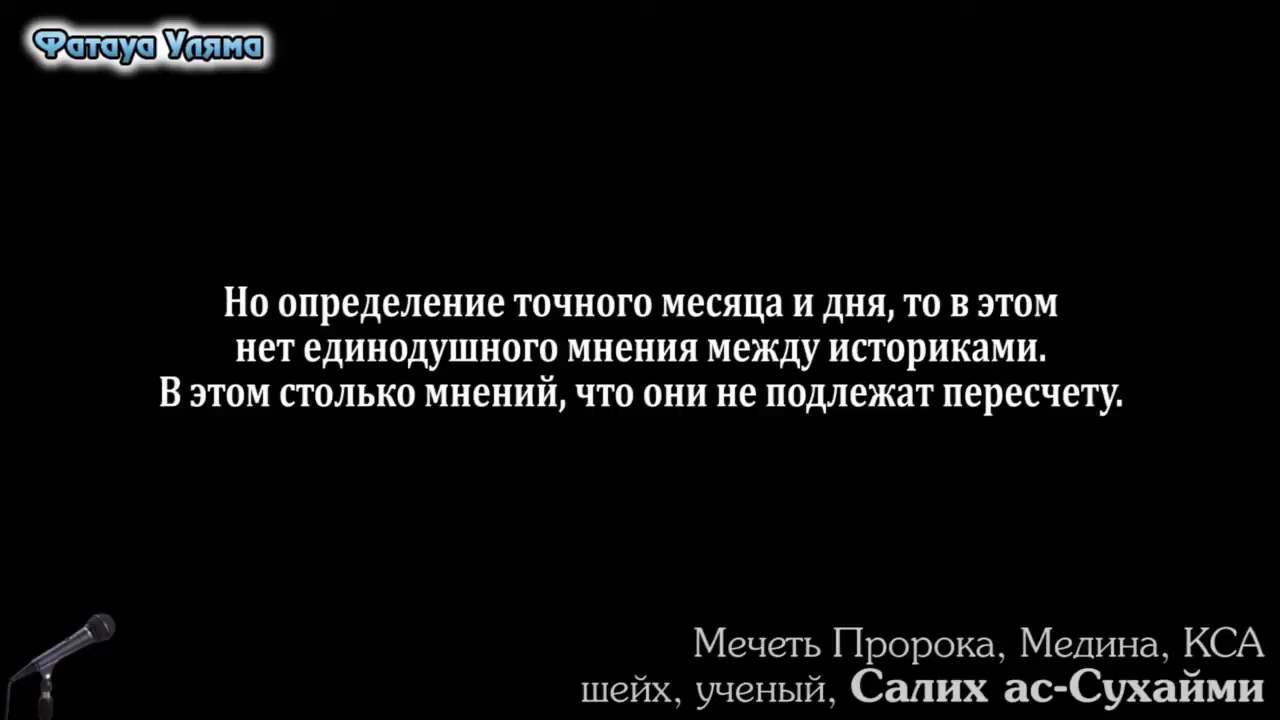 Фатауа Уляма
Но определение точного месяца и дня, то в этом
нет единодушного мнения между историками.
В этом столько мнений, что они не подлежат пересчету.
Мечеть Пророка, Медина, КСА
шейх, ученый, Салих ас-Сухайми